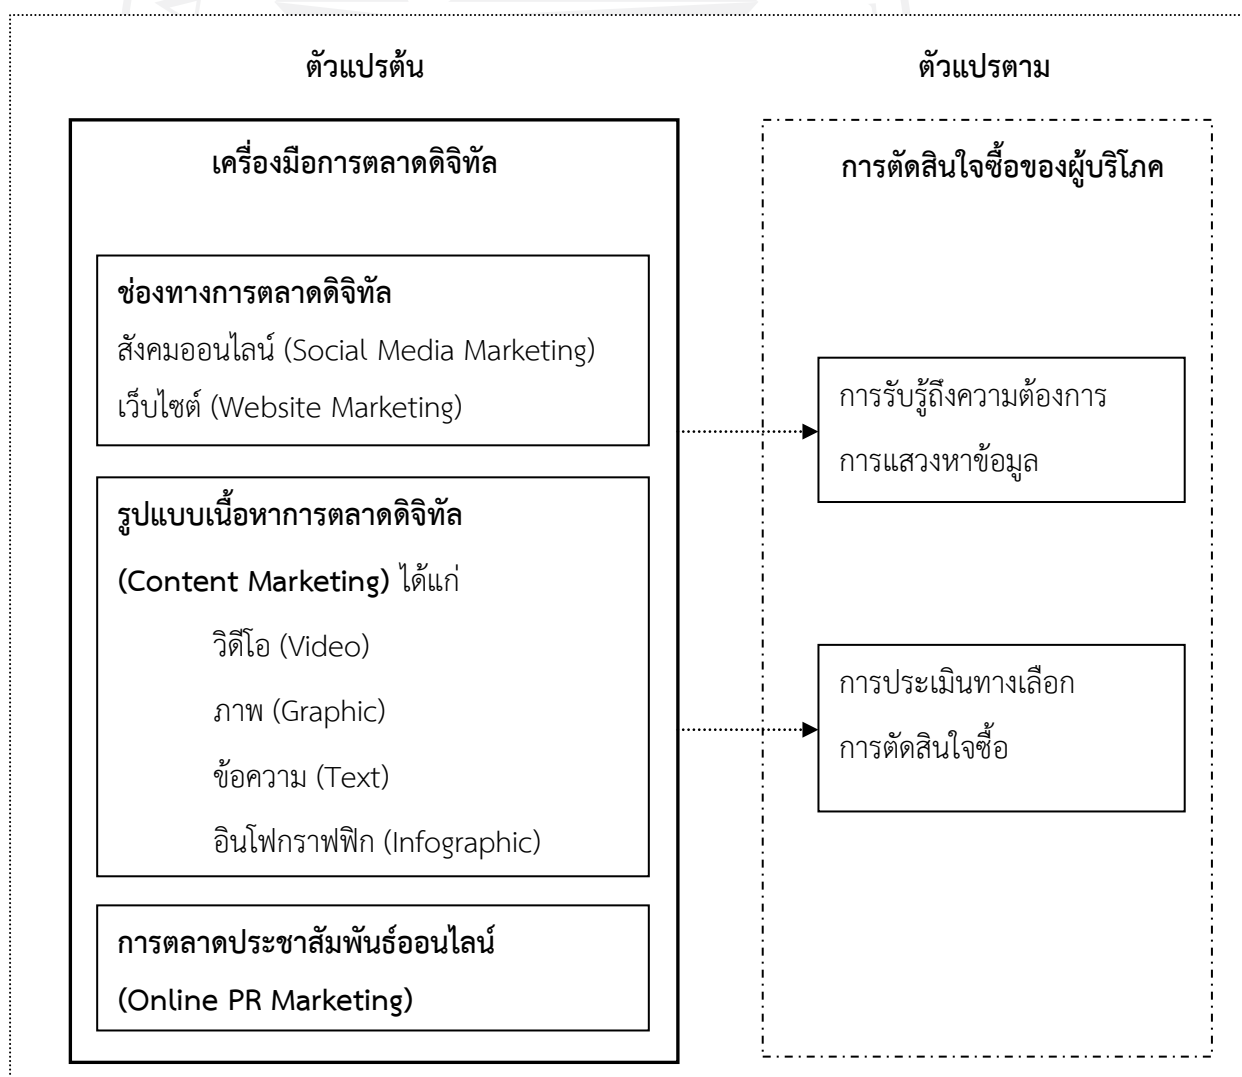 ตัวแปรต้น
ตัวแปรตาม
เครื่องมือการตลาดดิจิทัล
ช่องทางการตลาดดิจิทัล
สังคมออนไลน์ (Social Media Marketing)
เว็บไซต์ (Website Marketing)
รูปแบบเนื้อหาการตลาดดิจิทัล
(Content Marketing) ได้แก่
วิดีโอ (Video)
ภาพ (Graphic)
ข้อความ (Text)
อินโฟกราฟฟิก (Infographic)
การตลาดประชาสัมพันธ์ออนไลน์
(Online PR Marketing)
การตัดสินใจซื้อของผู้บริโภค
การรับรู้ถึงความต้องการ
การแสวงหาข้อมูล
การประเมินทางเลือก
การตัดสินใจซื้อ